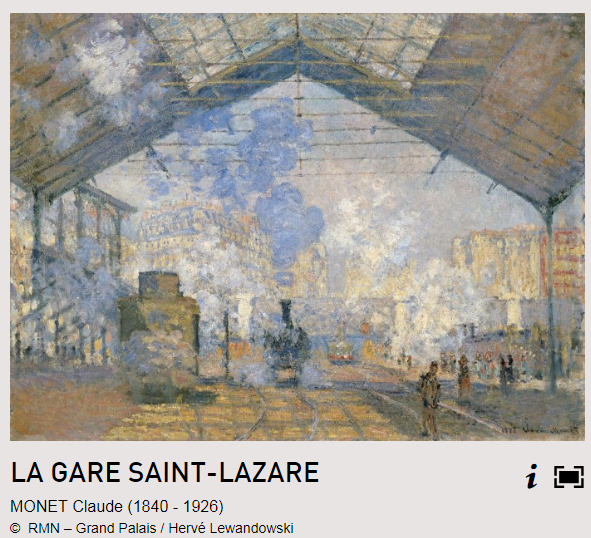 LA GARE SAINT-LAZARE
MONET Claude (1840 - 1926)
© RMN – Grand Palais / Hervé Lewandowski